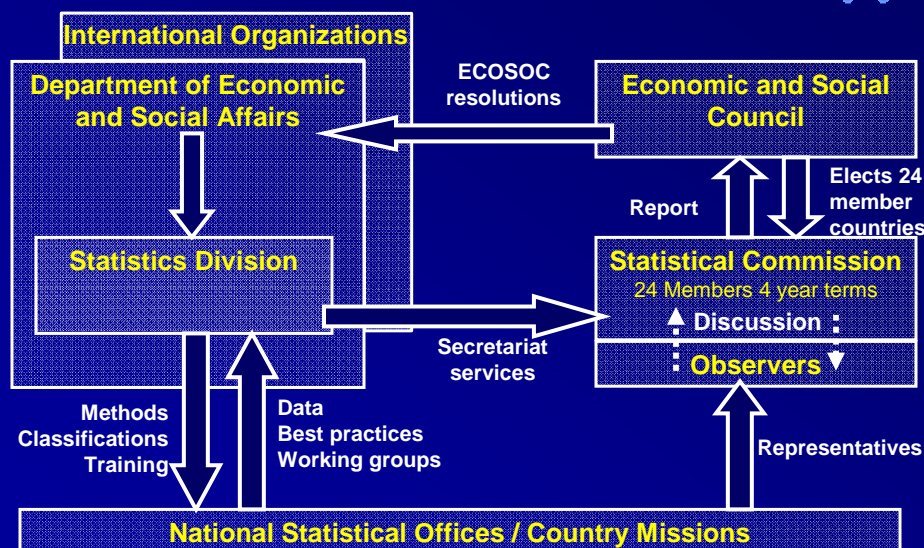 International Organizations
Department of Economic
and Social Affairs
ECOSOC
resolutions
Economic and Social
Council
Report
Elects 24
member
countries
Statistics Division
Statistical Commission
24 Members 4 year terms
Discussion
Observers
Secretariat
services
Methods
Classifications
Training
Data
Best practices
Working groups
Representatives
National Statistical Offices / Country Missions